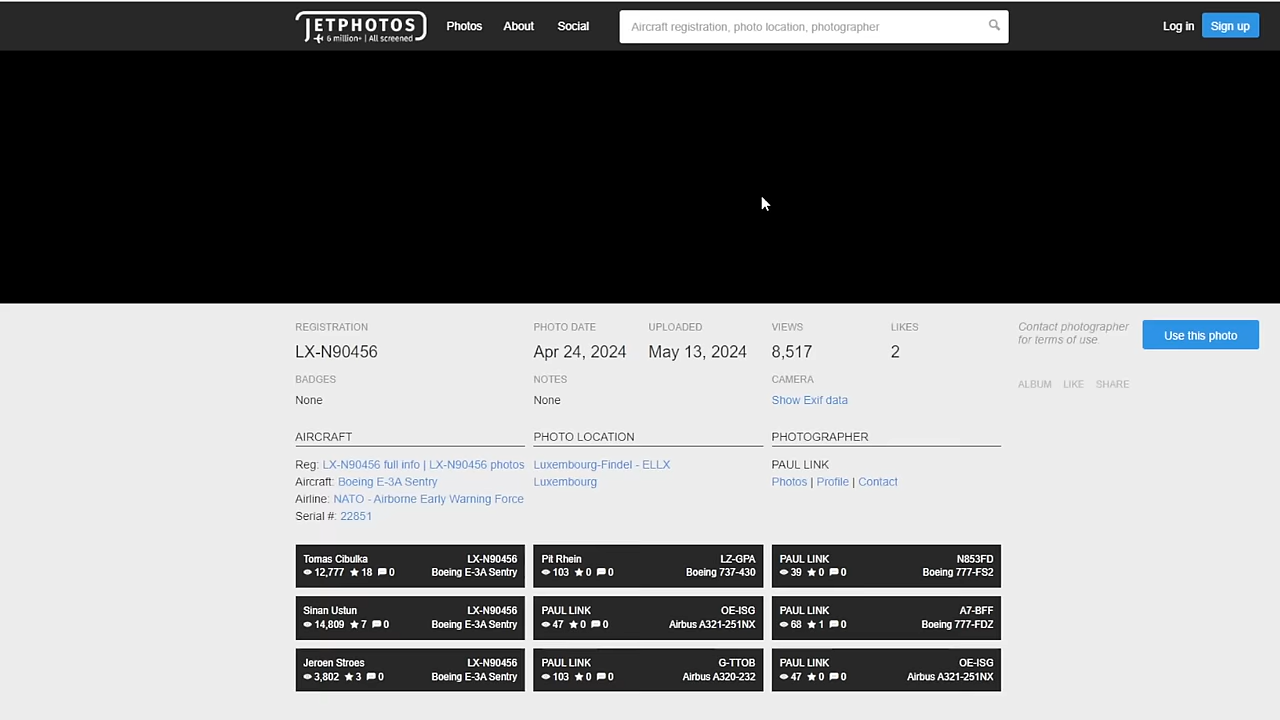 JETPHOTOS
6 million+ | All screened
Photos
About
Social
Aircraft registration, photo location, photographer
Log in
Sign up
REGISTRATION
LX-N90456
PHOTO DATE
Apr 24, 2024
UPLOADED
May 13, 2024
VIEWS
8,517
LIKES
2
Contact photographer
for terms of use.
Use this photo
BADGES
None
NOTES
None
CAMERA
Show Exif data
ALBUM LIKE SHARE
AIRCRAFT
Reg: LX-N90456 full info | LX-N90456 photos
Aircraft: Boeing E-3A Sentry
Airline: NATO - Airborne Early Warning Force
Serial #: 22851
PHOTO LOCATION
Luxembourg-Findel - ELLX
Luxembourg
PHOTOGRAPHER
PAUL LINK
Photos | Profile | Contact
Tomas Cibulka LX-N90456
12,777 18 0 Boeing E-3A Sentry
Sinan Ustun LX-N90456
14,809 7 0 Boeing E-3A Sentry
Jeroen Stroes LX-N90456
3,802 3 0 Boeing E-3A Sentry
Pit Rhein LZ-GPA
103 0 0 Boeing 737-430
PAUL LINK OE-ISG
47 0 0 Airbus A321-251NX
PAUL LINK G-TTOB
103 0 0 Airbus A320-232
PAUL LINK N853FD
39 0 0 Boeing 777-FS2
PAUL LINK A7-BFF
68 1 0 Boeing 777-FDZ
PAUL LINK OE-ISG
47 0 0 Airbus A321-251NX